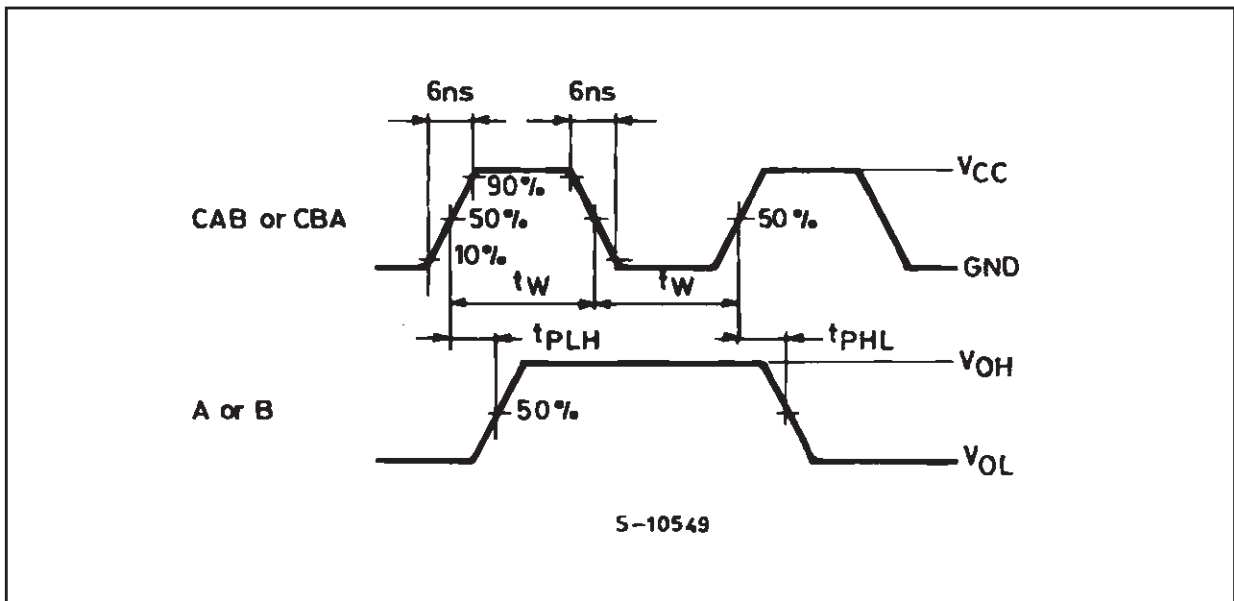 6ns 6ns
VCC
90%
CAB or CBA 50% 50%
10%
GND
tW tW
tPLH tPHL
VOH
A or B 50%
VOL
S-10549